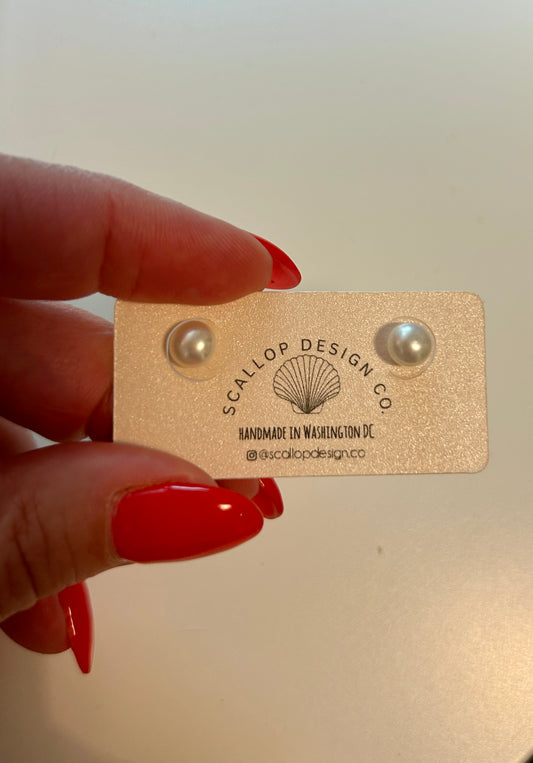 SCALLOP DESIGN CO.
HANDMADE IN WASHINGTON DC
@scallopdesign.co